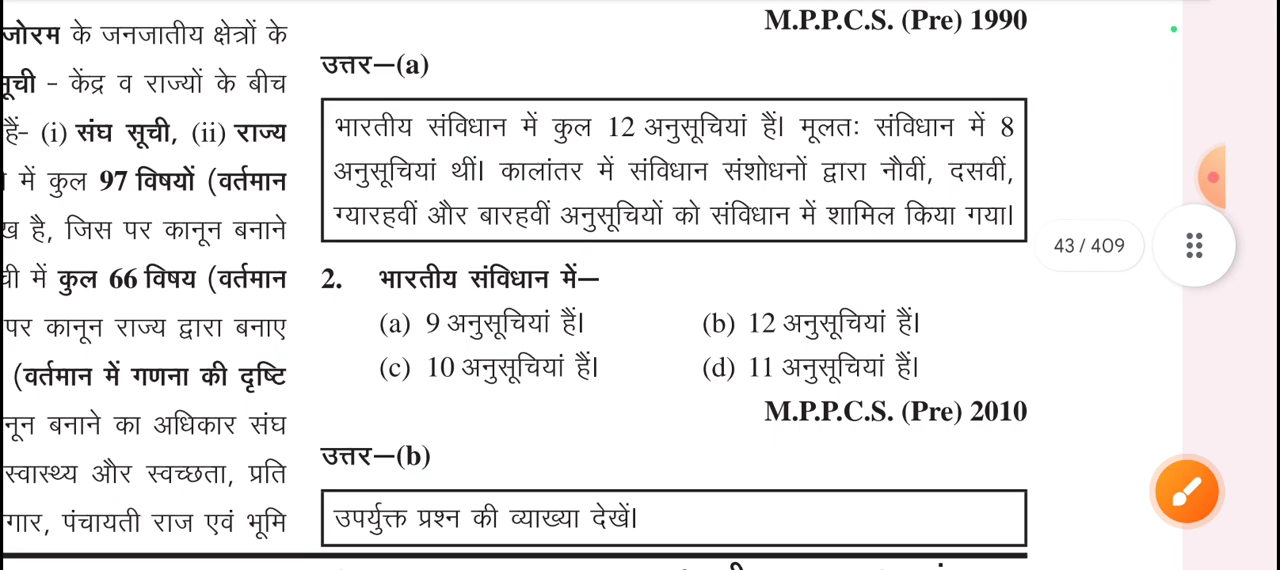 जोरम के जनजातीय क्षेत्रों के
सूची - केंद्र व राज्यों के बीच
हैं- (i) संघ सूची, (ii) राज्य
में कुल 97 विषयों (वर्तमान
है, जिस पर कानून बनाने
में कुल 66 विषय (वर्तमान
पर कानून राज्य द्वारा बनाए
(वर्तमान में गणना की दृष्टि
नून बनाने का अधिकार संघ
स्वास्थ्य और स्वच्छता, प्रति
गार, पंचायती राज एवं भूमि
M.P.P.C.S. (Pre) 1990
उत्तर—(a)
भारतीय संविधान में कुल 12 अनुसूचियां हैं। मूलतः संविधान में 8
अनुसूचियां थीं। कालांतर में संविधान संशोधनों द्वारा नौवीं, दसवीं,
ग्यारहवीं और बारहवीं अनुसूचियों को संविधान में शामिल किया गया।
2. भारतीय संविधान में—
(a) 9 अनुसूचियां हैं। (b) 12 अनुसूचियां हैं।
(c) 10 अनुसूचियां हैं। (d) 11 अनुसूचियां हैं।
M.P.P.C.S. (Pre) 2010
उत्तर—(b)
उपर्युक्त प्रश्न की व्याख्या देखें।
43 / 409